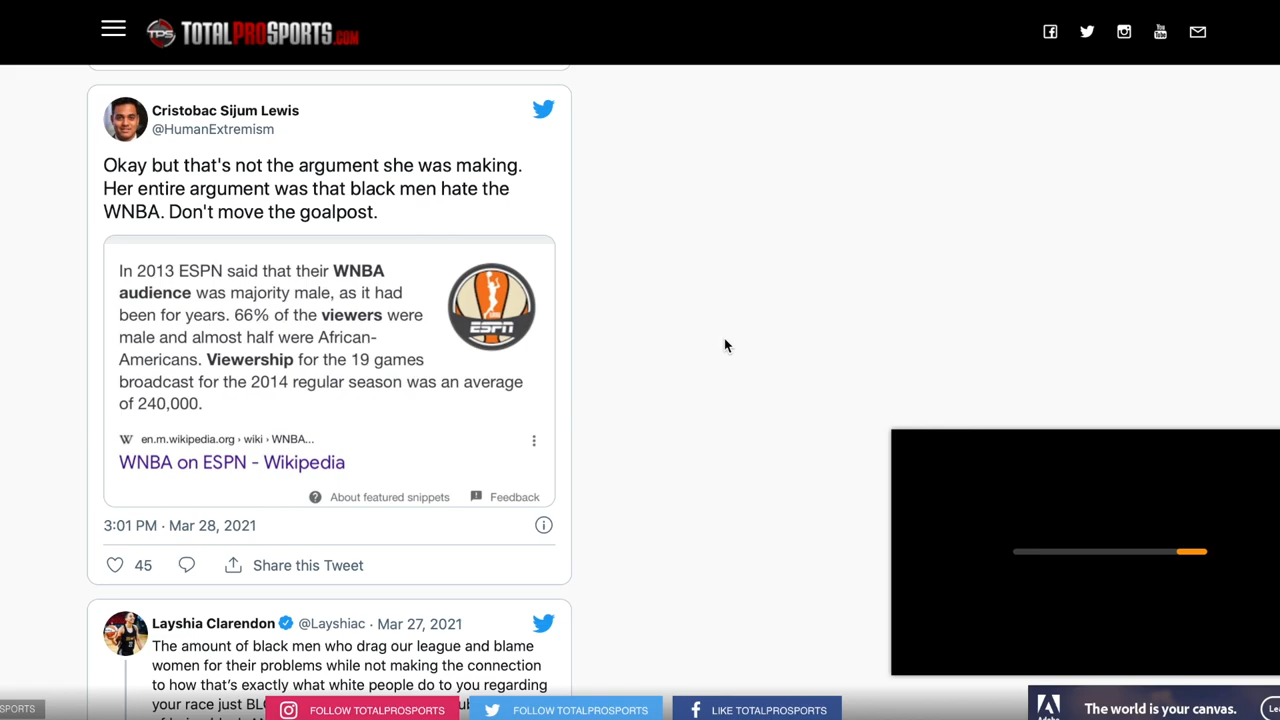 TPS TOTALPROSPORTS.COM
Cristobac Sijum Lewis
@HumanExtremism
Okay but that's not the argument she was making.
Her entire argument was that black men hate the
WNBA. Don't move the goalpost.
In 2013 ESPN said that their WNBA
audience was majority male, as it had
been for years. 66% of the viewers were
male and almost half were African-
Americans. Viewership for the 19 games
broadcast for the 2014 regular season was an average
of 240,000.
ESPN
W en.m.wikipedia.org › wiki › WNBA...
WNBA on ESPN - Wikipedia
About featured snippets Feedback
3:01 PM · Mar 28, 2021
45 Share this Tweet
Layshia Clarendon @Layshiac · Mar 27, 2021
The amount of black men who drag our league and blame
women for their problems while not making the connection
to how that's exactly what white people do to you regarding
your race just
SPORTS FOLLOW TOTALPROSPORTS FOLLOW TOTALPROSPORTS LIKE TOTALPROSPORTS
Adobe The world is your canvas.